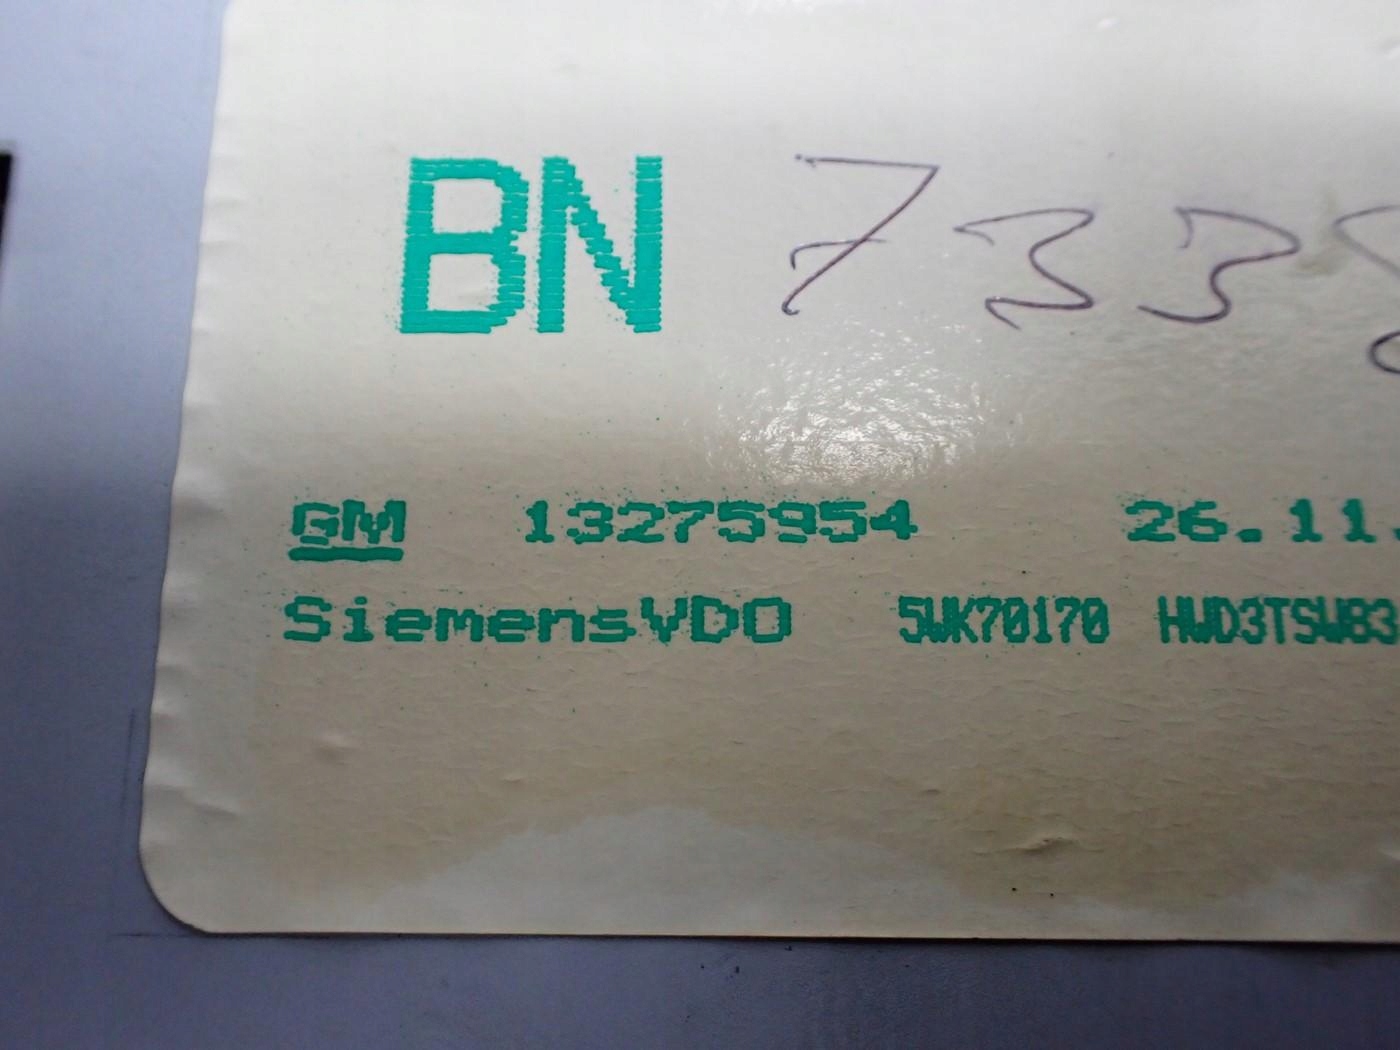 BN 733
GM 13275954 26.11.
SiemensVDO 5WK70170 HWD3TSWB3